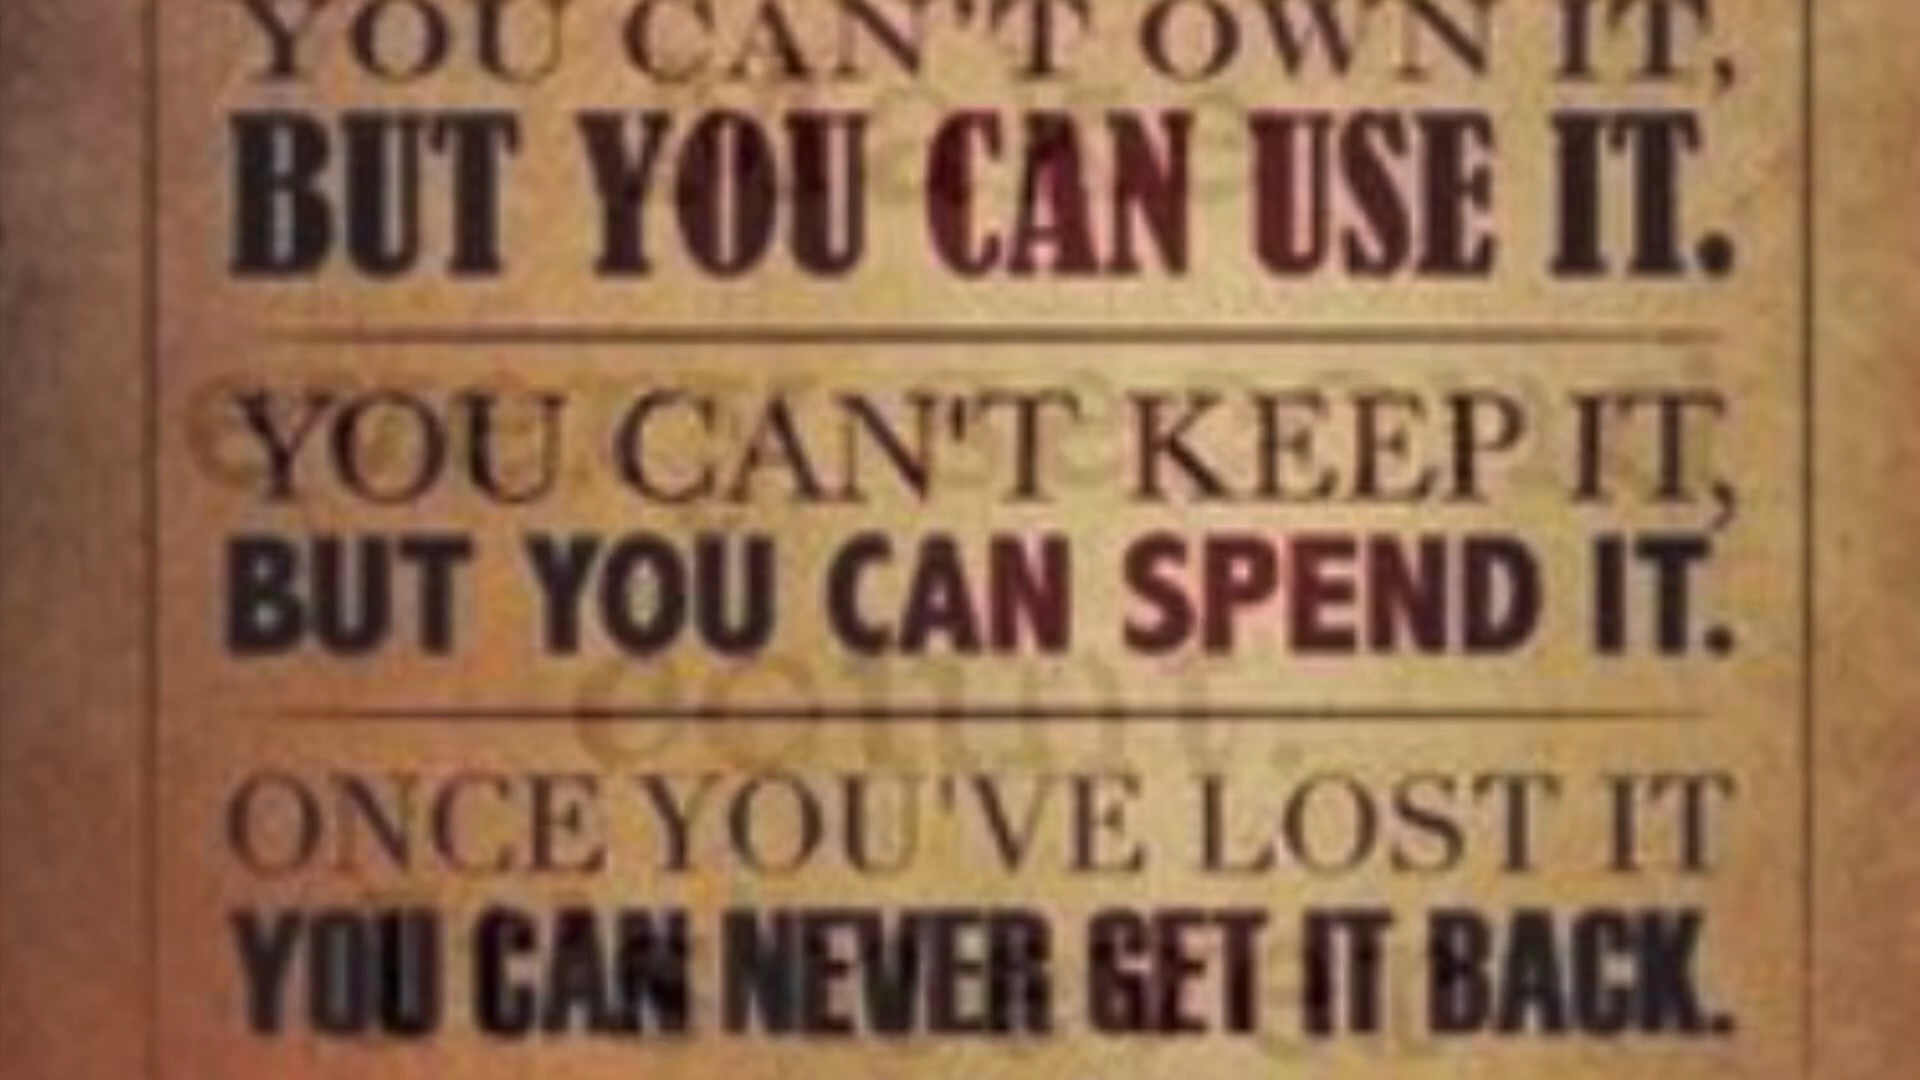 YOU CAN'T OWN IT,
BUT YOU CAN USE IT.
YOU CAN'T KEEP IT,
BUT YOU CAN SPEND IT.
ONCE YOU'VE LOST IT
YOU CAN NEVER GET IT BACK.